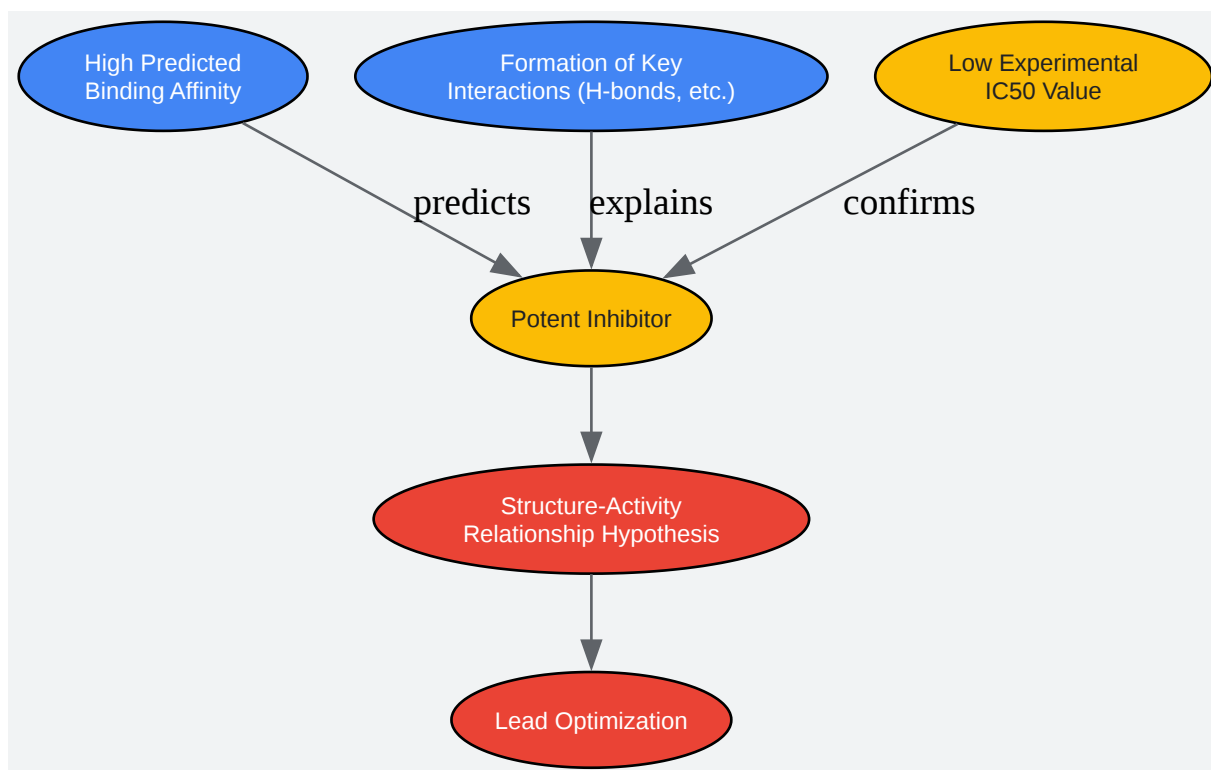 High Predicted
Binding Affinity
Formation of Key
Interactions (H-bonds, etc.)
Low Experimental
IC50 Value
predicts
explains
confirms
Potent Inhibitor
Structure-Activity
Relationship Hypothesis
Lead Optimization